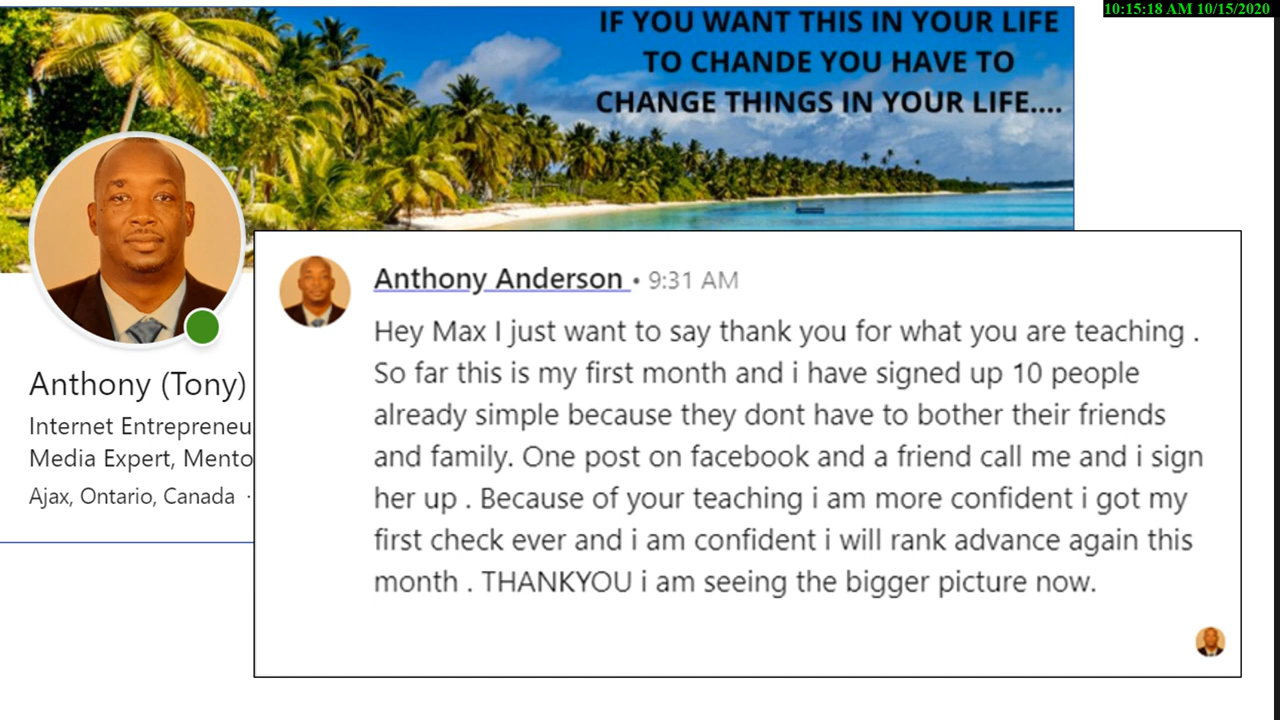 10:15:18 AM 10/15/2020
IF YOU WANT THIS IN YOUR LIFE
TO CHANDE YOU HAVE TO
CHANGE THINGS IN YOUR LIFE....
Anthony (Tony)
Internet Entrepreneu
Media Expert, Mento
Ajax, Ontario, Canada ·
Anthony Anderson • 9:31 AM
Hey Max I just want to say thank you for what you are teaching .
So far this is my first month and i have signed up 10 people
already simple because they dont have to bother their friends
and family. One post on facebook and a friend call me and i sign
her up . Because of your teaching i am more confident i got my
first check ever and i am confident i will rank advance again this
month . THANKYOU i am seeing the bigger picture now.